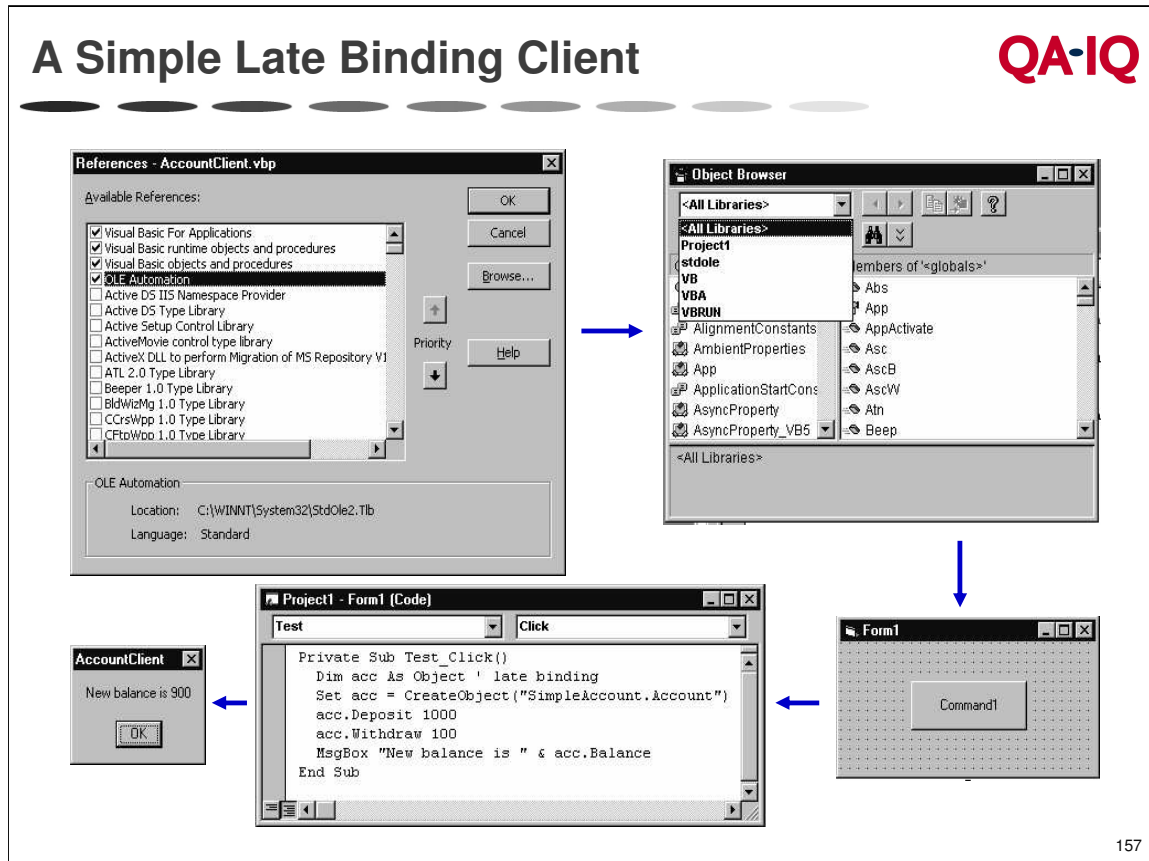 A Simple Late Binding Client
QA-IQ
References - AccountClient.vbp
Available References:
Visual Basic For Applications
Visual Basic runtime objects and procedures
Visual Basic objects and procedures
OLE Automation
Active DS IIS Namespace Provider
Active DS Type Library
Active Setup Control Library
ActiveMovie control type library
ActiveX DLL to perform Migration of MS Repository V1
ATL 2.0 Type Library
Beeper 1.0 Type Library
BldWizMg 1.0 Type Library
CCrsWpp 1.0 Type Library
CFtpWpp 1.0 Type Library
OK
Cancel
Browse...
Priority
Help
OLE Automation
Location: C:\WINNT\System32\StdOle2.Tlb
Language: Standard
Object Browser
<All Libraries>
<All Libraries>
Project1
stdole
VB
VBA
VBRUN
AlignmentConstants
AmbientProperties
App
ApplicationStartCons
AsyncProperty
AsyncProperty_VB5
embers of '<globals>'
Abs
App
AppActivate
Asc
AscB
AscW
Atn
Beep
<All Libraries>
Form1
Command1
Project1 - Form1 (Code)
Test Click
Private Sub Test_Click()
Dim acc As Object ' late binding
Set acc = CreateObject("SimpleAccount.Account")
acc.Deposit 1000
acc.Withdraw 100
MsgBox "New balance is " & acc.Balance
End Sub
AccountClient
New balance is 900
OK
157